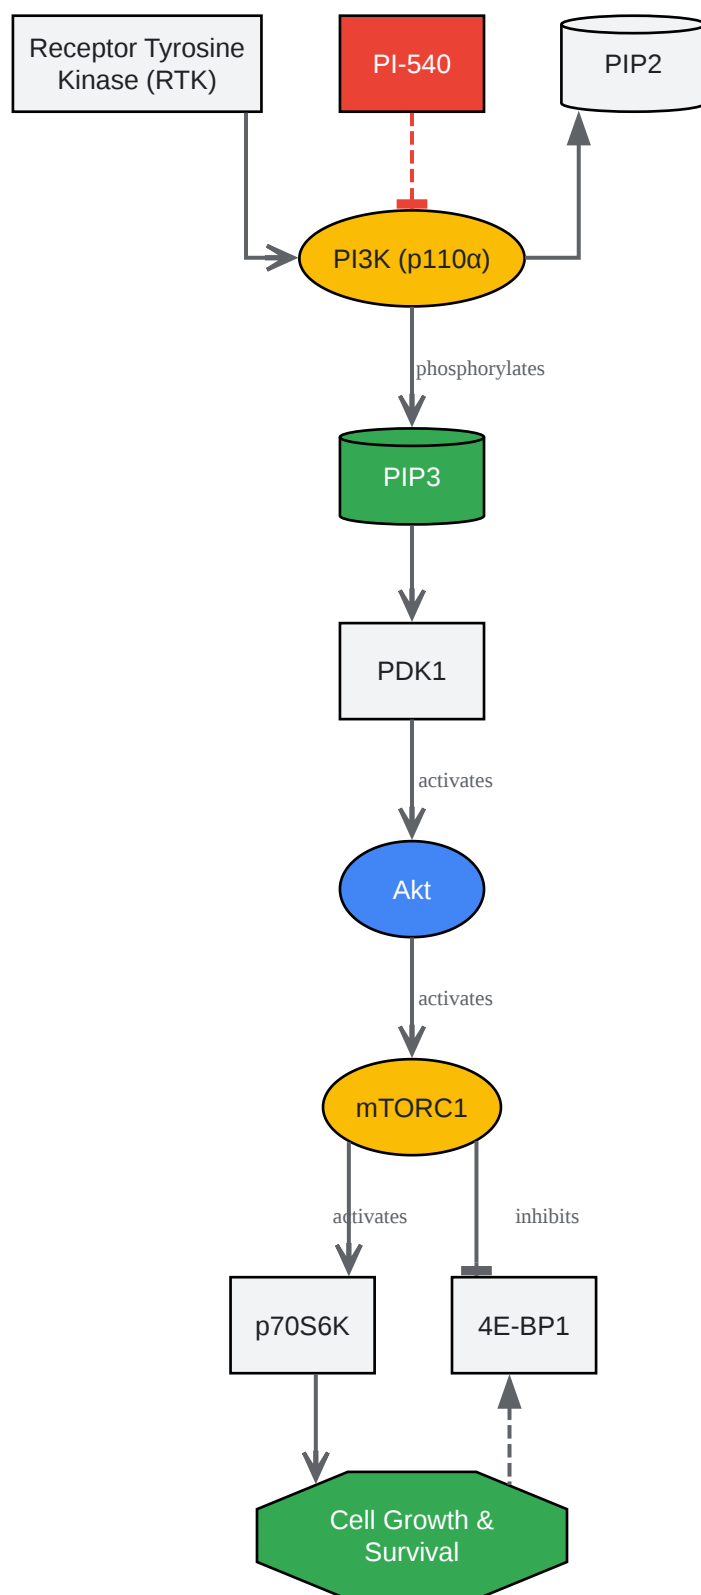 Receptor Tyrosine
Kinase (RTK)
PI-540
PIP2
PI3K (p110α)
phosphorylates
PIP3
PDK1
activates
Akt
activates
mTORC1
activates
inhibits
p70S6K
4E-BP1
Cell Growth &
Survival